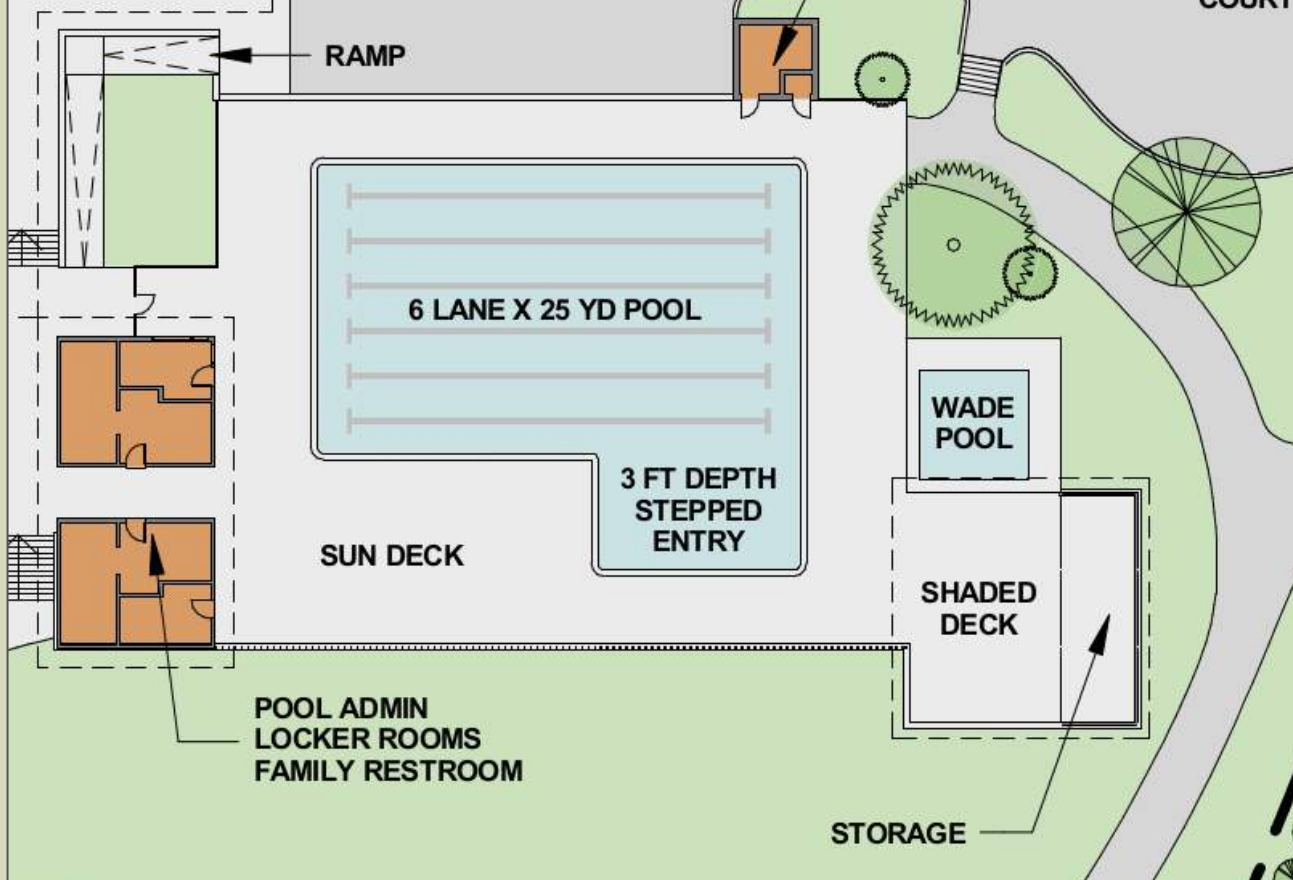 COURT
RAMP
6 LANE X 25 YD POOL
WADE
POOL
3 FT DEPTH
STEPPED
ENTRY
SUN DECK
SHADED
DECK
POOL ADMIN
LOCKER ROOMS
FAMILY RESTROOM
STORAGE